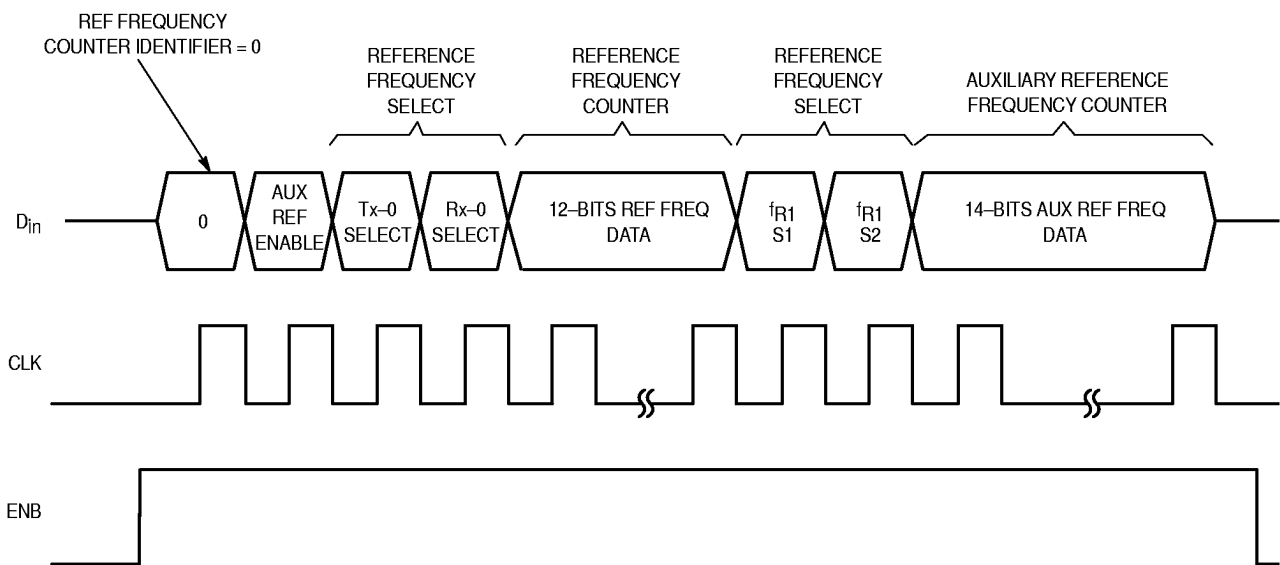 REF FREQUENCY
COUNTER IDENTIFIER = 0
REFERENCE
FREQUENCY
SELECT
REFERENCE
FREQUENCY
COUNTER
REFERENCE
FREQUENCY
SELECT
AUXILIARY REFERENCE
FREQUENCY COUNTER
Din
0
AUX
REF
ENABLE
Tx–0
SELECT
Rx–0
SELECT
12–BITS REF FREQ
DATA
fR1
S1
fR1
S2
14–BITS AUX REF FREQ
DATA
CLK
ENB